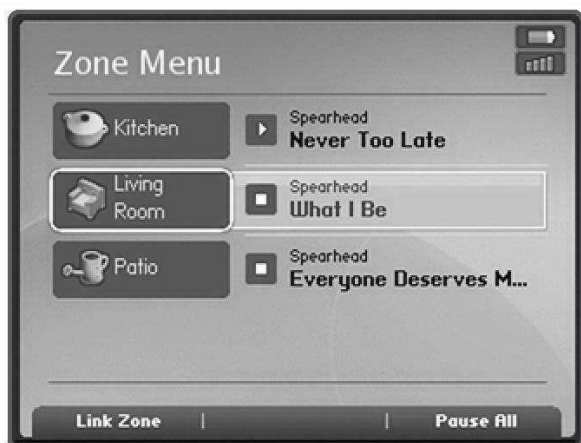 Zone Menu
Kitchen
Spearhead
Never Too Late
Living
Room
Spearhead
What I Be
Patio
Spearhead
Everyone Deserves M...
Link Zone
Pause All